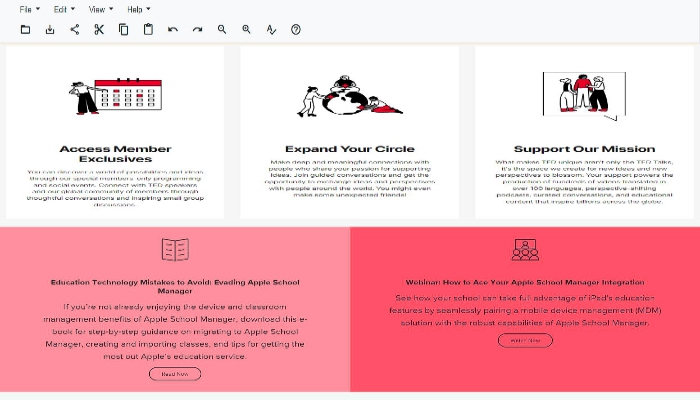 File Edit View
Access Member
Exclusives
You can discover a world of possibilities and ideas
through our special members-only programming
and social events. Connect with TED speakers
and our global community of members through
thoughtful conversations and inspiring small group
discussions.
Expand Your Circle
Make deep and meaningful connections with
people who share your passion for supporting
ideas. Join guided conversations and get the
opportunity to exchange ideas and perspectives
with people around the world. You might even
make some unexpected friends!
Support Our Mission
What makes TED unique aren't only the TED Talks,
it's the space we create for new ideas and new
perspectives to blossom. Your support powers the
production of hundreds of videos translated in
over 100 languages, perspective-shifting
podcasts, curated conversations, and educational
content that inspire billions across the globe.
Education Technology Mistakes to Avoid: Evading Apple School
Manager
If you're not already enjoying the device and classroom
management benefits of Apple School Manager, download this e-
book for step-by-step guidance on migrating to Apple School
Manager, creating and importing classes, and tips for getting the
most out Apple's education service.
Read Now
Webinar: How to Ace Your Apple School Manager Integration
See how your school can take full advantage of iPad's education
features by seamlessly pairing a mobile device management (MDM)
solution with the robust capabilities of Apple School Manager.
Watch Now